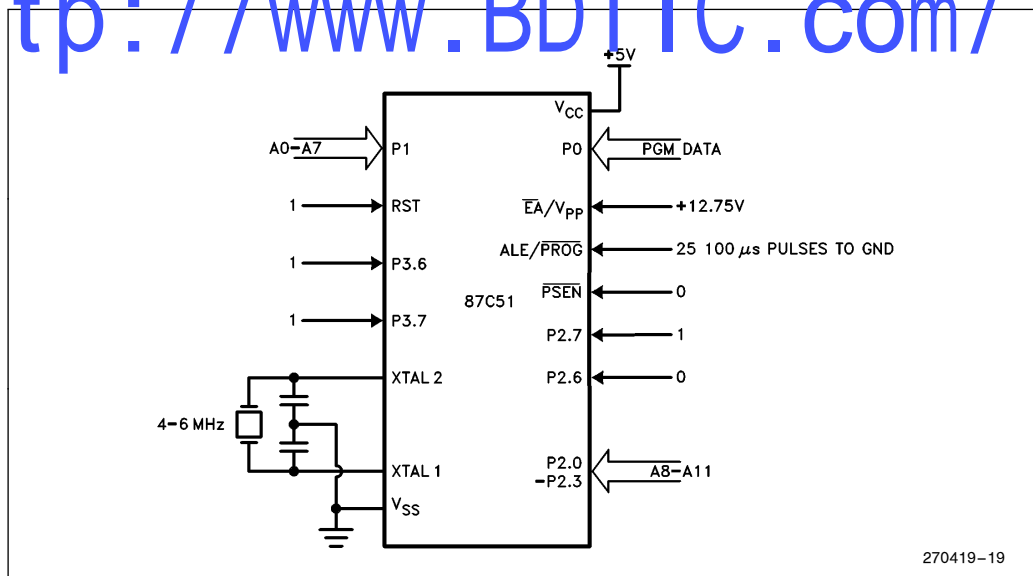 tp://www.BDTIC.com/
+5V
VCC
A0-A7
P1
P0
PGM DATA
1
RST
EA/VPP
+12.75V
ALE/PROG
25 100 μs PULSES TO GND
1
P3.6
PSEN
0
87C51
1
P3.7
P2.7
1
P2.6
0
XTAL 2
4-6 MHz
P2.0
-P2.3
A8-A11
XTAL 1
VSS
270419-19